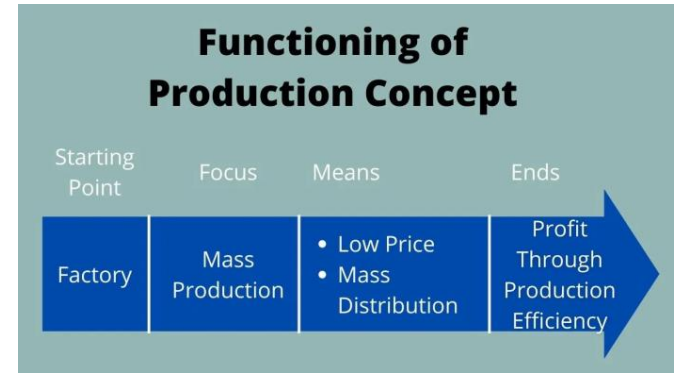 Functioning of
Production Concept
Starting
Point
Focus
Means
Ends
Factory
Mass
Production
• Low Price
• Mass
Distribution
Profit
Through
Production
Efficiency